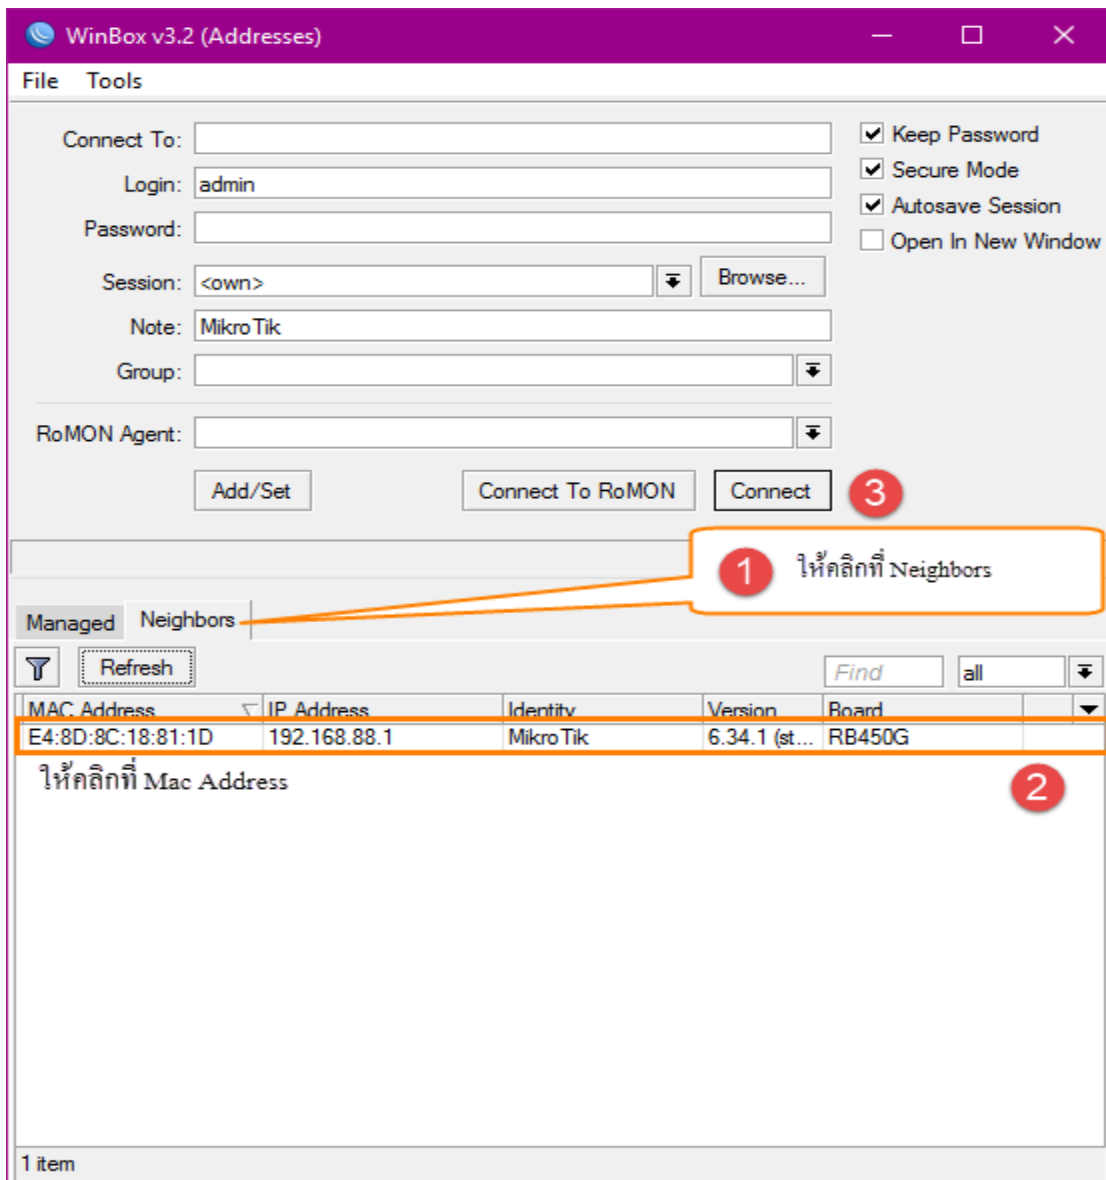 WinBox v3.2 (Addresses)
File Tools
Connect To:
Keep Password
Login: admin
Secure Mode
Autosave Session
Password:
Open In New Window
Session: <own> Browse...
Note: MikroTik
Group:
RoMON Agent:
Add/Set Connect To RoMON Connect 3
1 ให้คลิกที่ Neighbors
Managed Neighbors
Refresh Find all
MAC Address IP Address Identity Version Board
E4:8D:8C:18:81:1D 192.168.88.1 MikroTik 6.34.1 (st... RB450G
ให้คลิกที่ Mac Address 2
1 item